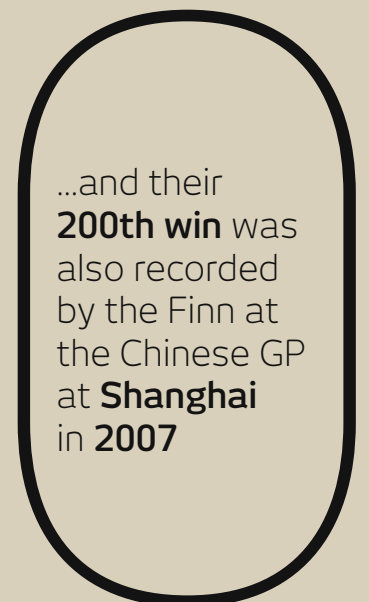 ...and their
200th win was
also recorded
by the Finn at
the Chinese GP
at Shanghai
in 2007